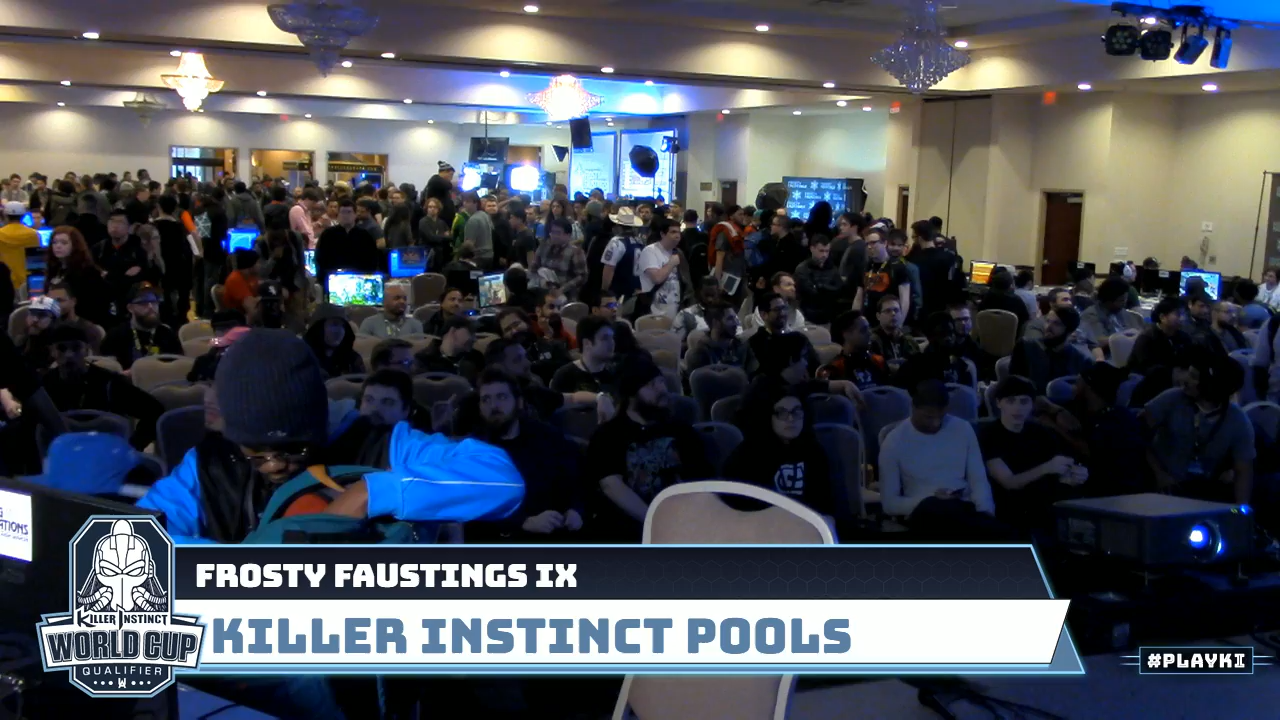 FROSTY FAUSTINGS IX
KILLER INSTINCT POOLS
KILLER INSTINCT
WORLD CUP
QUALIFIER
#PLAYKI